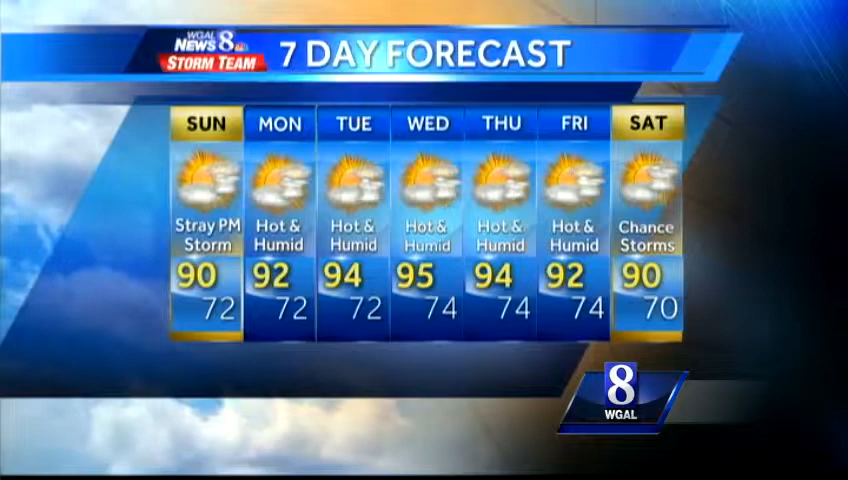 WGAL
NEWS 8
STORM TEAM
7 DAY FORECAST
SUN MON TUE WED THU FRI SAT
Stray PM Hot & Hot & Hot & Hot & Hot & Chance
Storm Humid Humid Humid Humid Humid Storms
90 92 94 95 94 92 90
72 72 72 74 74 74 70
8
WGAL